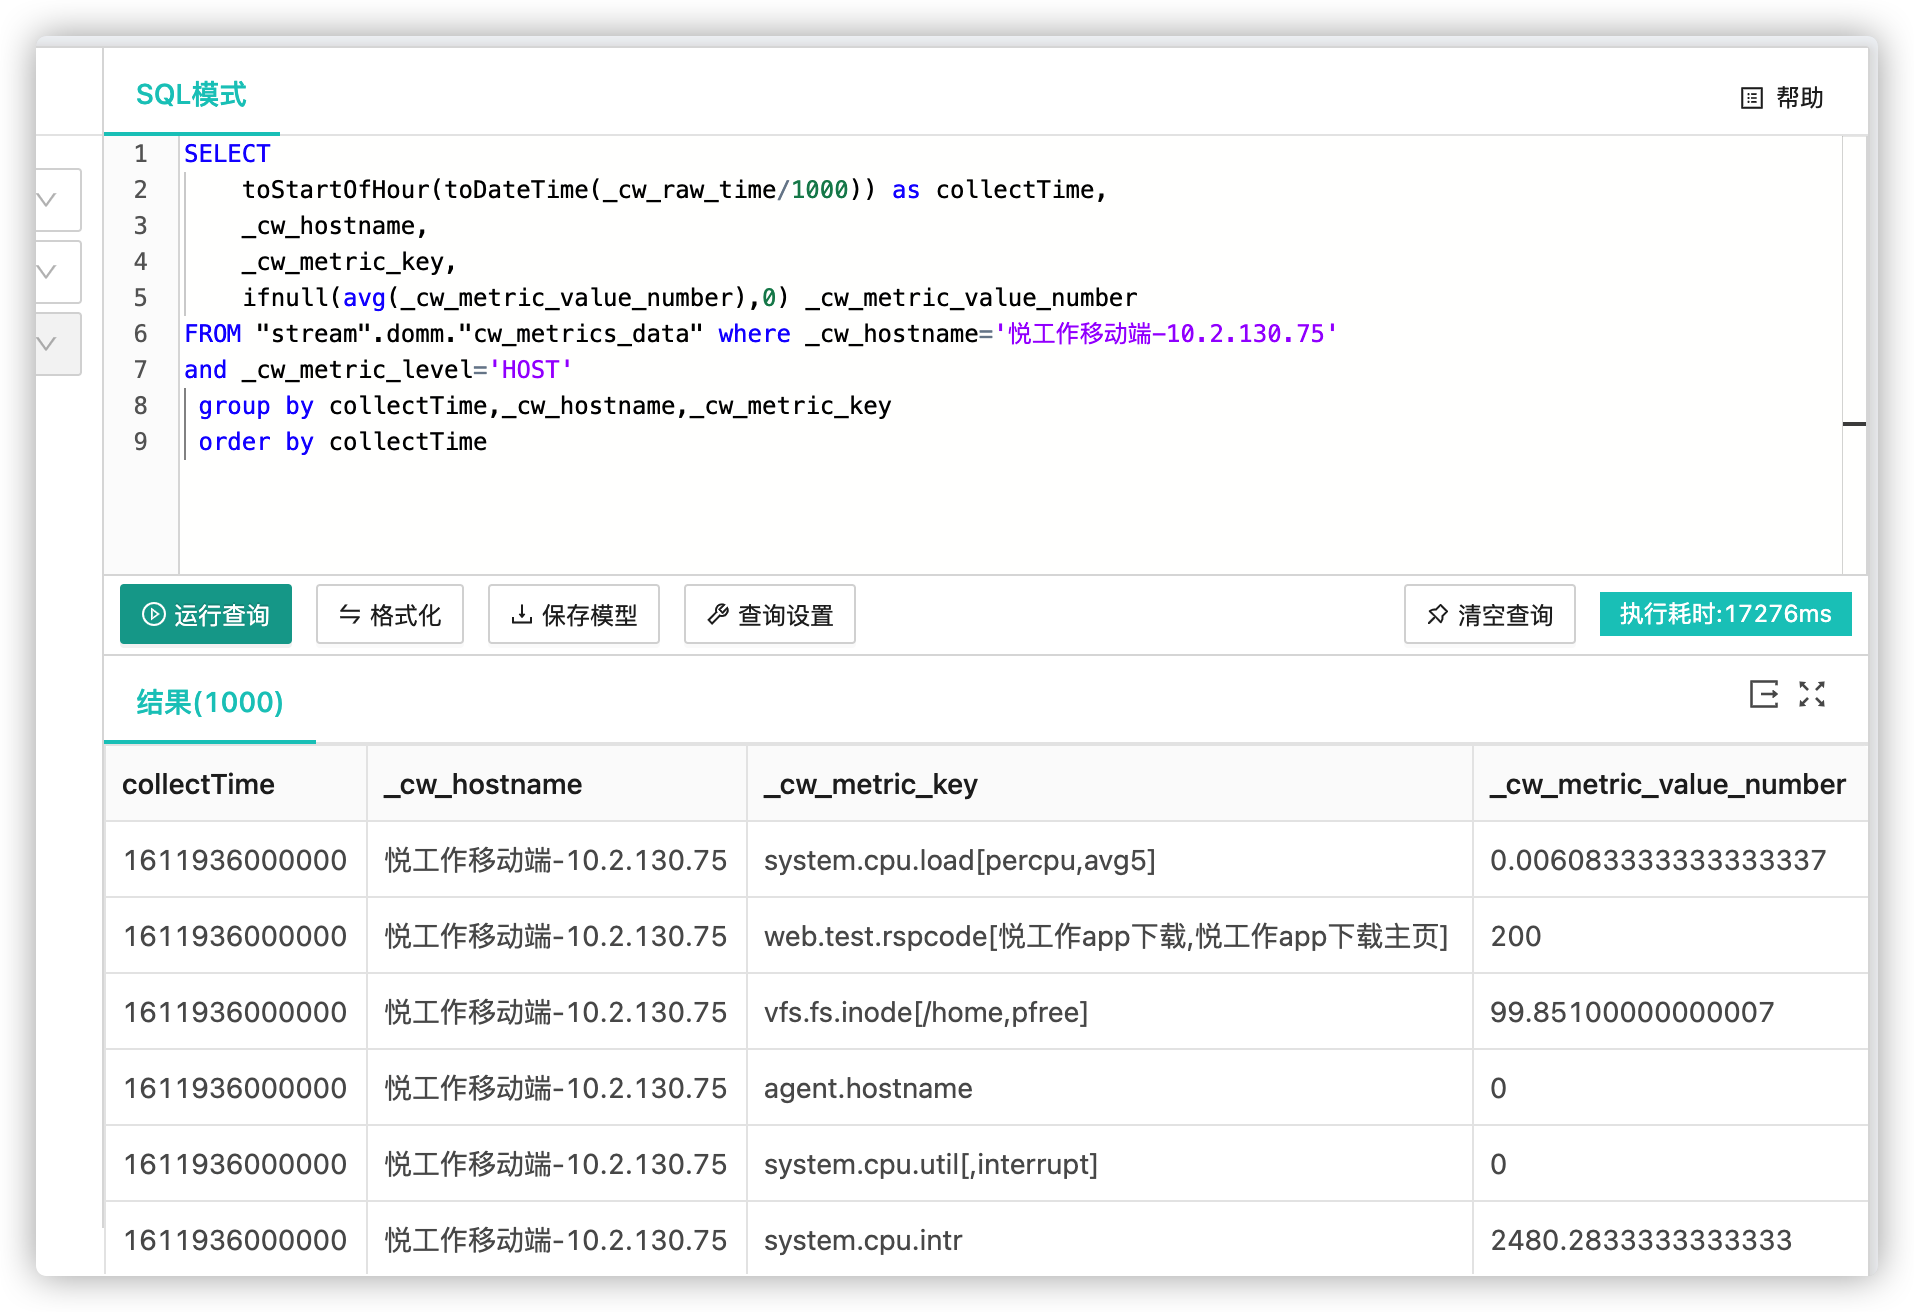 SQL模式
帮助
1 SELECT
2 toStartOfHour(toDateTime(_cw_raw_time/1000)) as collectTime,
3 _cw_hostname,
4 _cw_metric_key,
5 ifnull(avg(_cw_metric_value_number),0) _cw_metric_value_number
6 FROM "stream".domm."cw_metrics_data" where _cw_hostname='悦工作移动端-10.2.130.75'
7 and _cw_metric_level='HOST'
8 group by collectTime,_cw_hostname,_cw_metric_key
9 order by collectTime
运行查询 格式化 保存模型 查询设置 清空查询 执行耗时:17276ms
结果(1000)
collectTime _cw_hostname _cw_metric_key _cw_metric_value_number
1611936000000 悦工作移动端-10.2.130.75 system.cpu.load[percpu,avg5] 0.006083333333333337
1611936000000 悦工作移动端-10.2.130.75 web.test.rspcode[悦工作app下载,悦工作app下载主页] 200
1611936000000 悦工作移动端-10.2.130.75 vfs.fs.inode[/home,pfree] 99.85100000000007
1611936000000 悦工作移动端-10.2.130.75 agent.hostname 0
1611936000000 悦工作移动端-10.2.130.75 system.cpu.util[,interrupt] 0
1611936000000 悦工作移动端-10.2.130.75 system.cpu.intr 2480.2833333333333